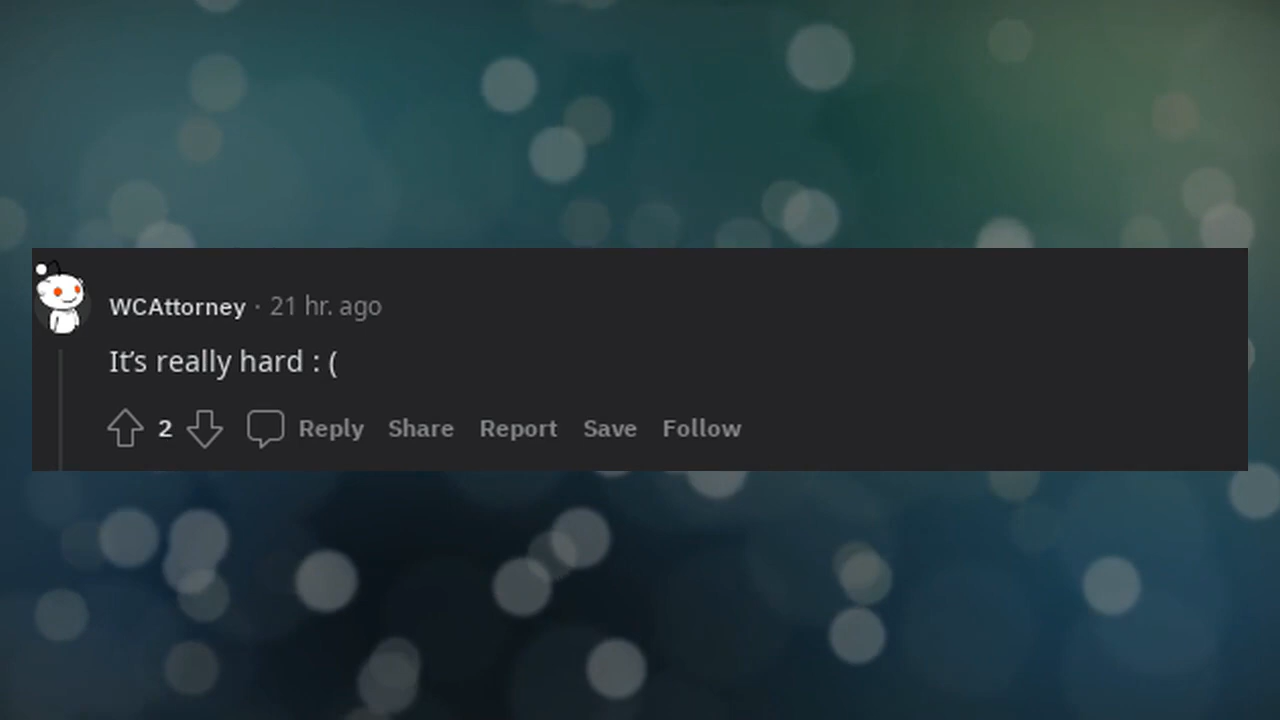 WCAttorney · 21 hr. ago
It’s really hard : (
2 Reply Share Report Save Follow